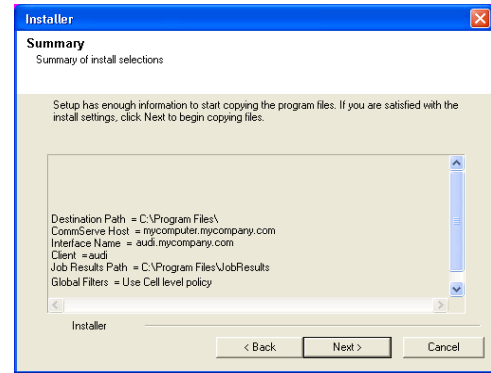 Installer
Summary
Summary of install selections
Setup has enough information to start copying the program files. If you are satisfied with the
install settings, click Next to begin copying files.
Destination Path = C:\Program Files\
CommServe Host = mycomputer.mycompany.com
Interface Name = audi.mycompany.com
Client =audi
Job Results Path = C:\Program Files\JobResults
Global Filters = Use Cell level policy
Installer
< Back Next > Cancel